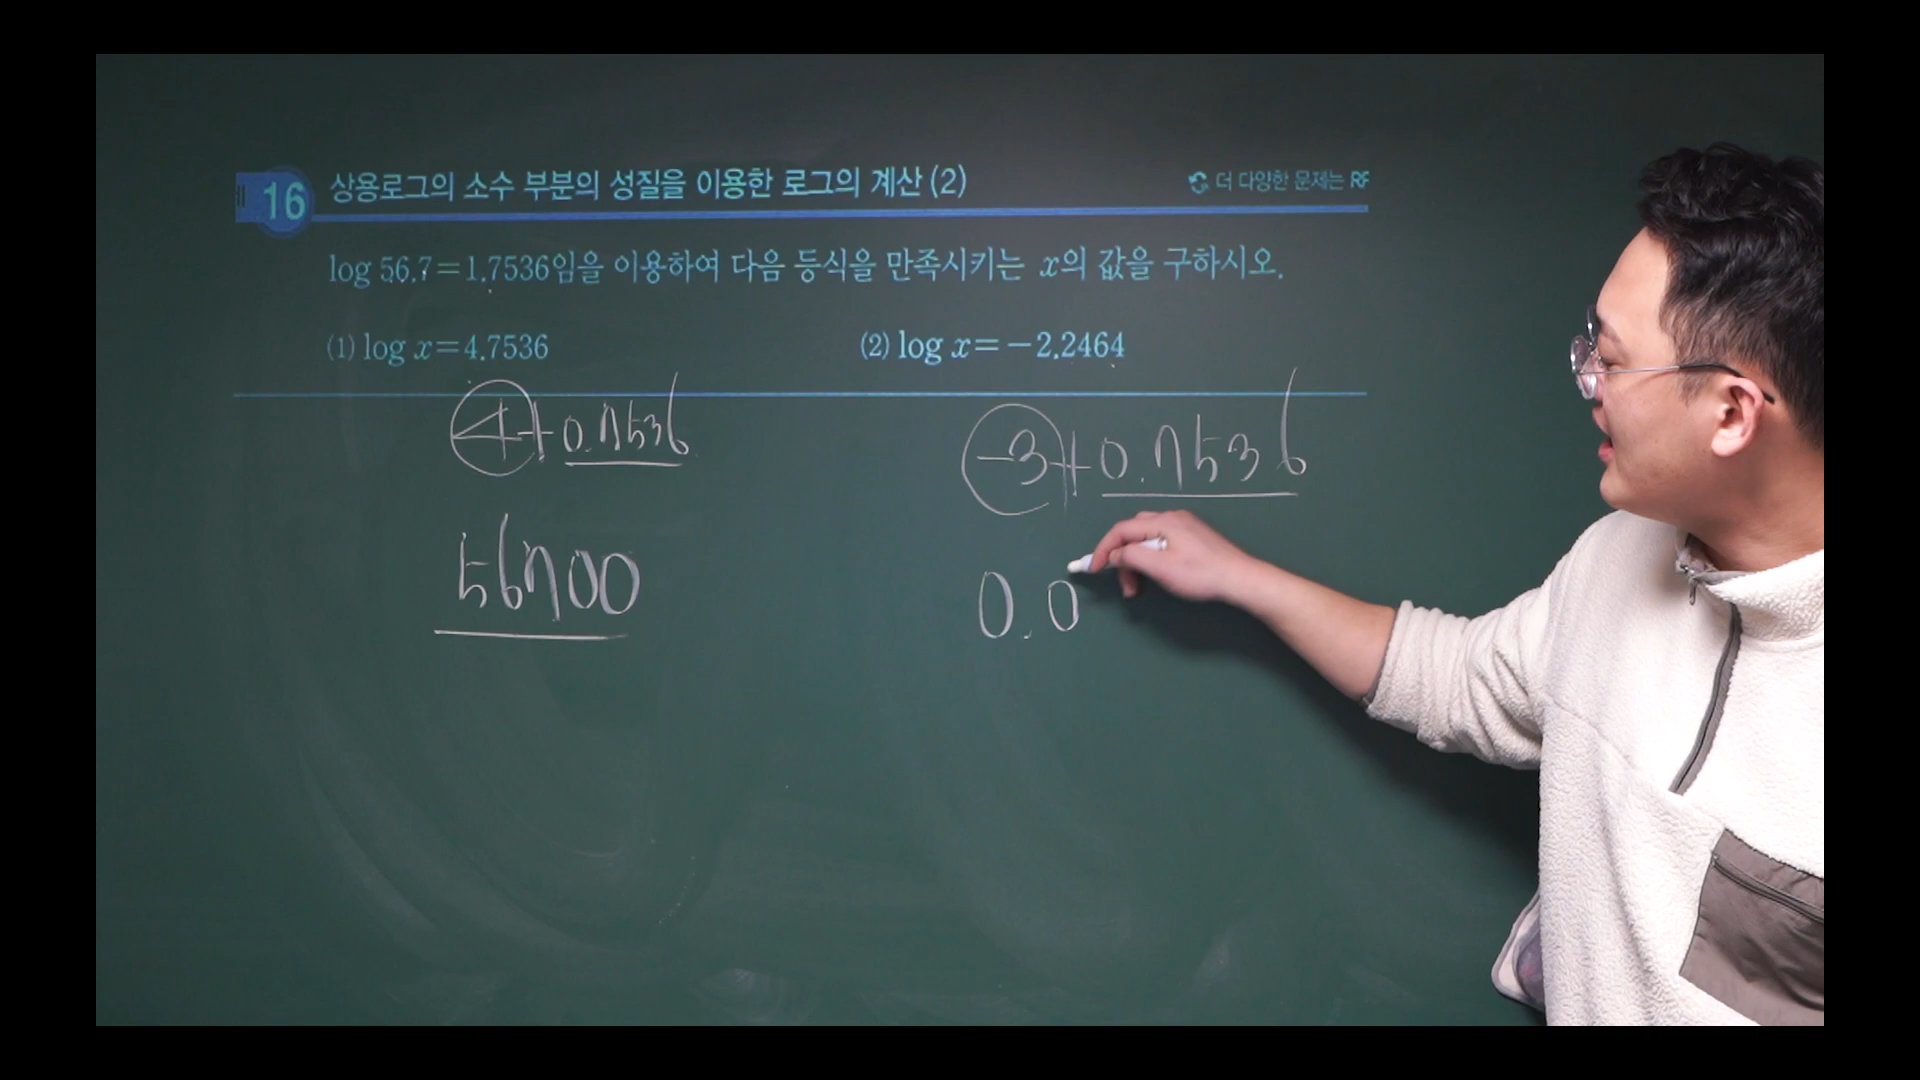 16 상용로그의 소수 부분의 성질을 이용한 로그의 계산 (2) 더 다양한 문제는 RF
log 56.7=1.7536임을 이용하여 다음 등식을 만족시키는 x의 값을 구하시오.
(1) log x=4.7536 (2) log x=-2.2464
4+0.7536 -3+0.7536
56700 0.0